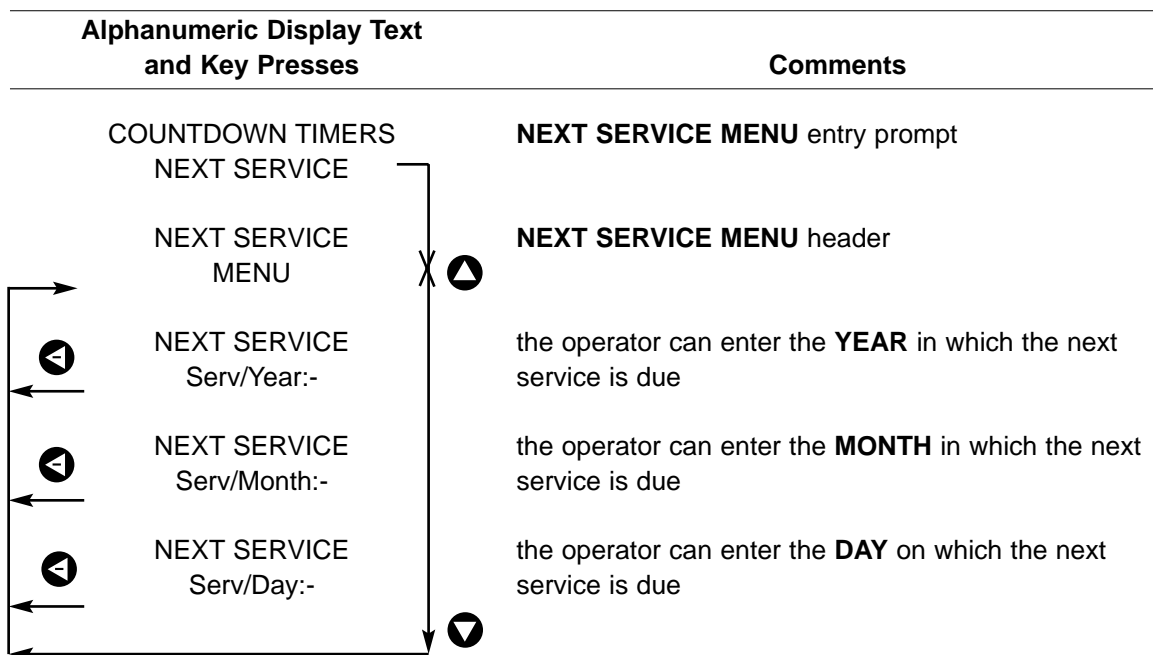 Alphanumeric Display Text
and Key Presses
Comments
COUNTDOWN TIMERS
NEXT SERVICE
NEXT SERVICE MENU entry prompt
NEXT SERVICE
MENU
NEXT SERVICE MENU header
NEXT SERVICE
Serv/Year:-
the operator can enter the YEAR in which the next
service is due
NEXT SERVICE
Serv/Month:-
the operator can enter the MONTH in which the next
service is due
NEXT SERVICE
Serv/Day:-
the operator can enter the DAY on which the next
service is due